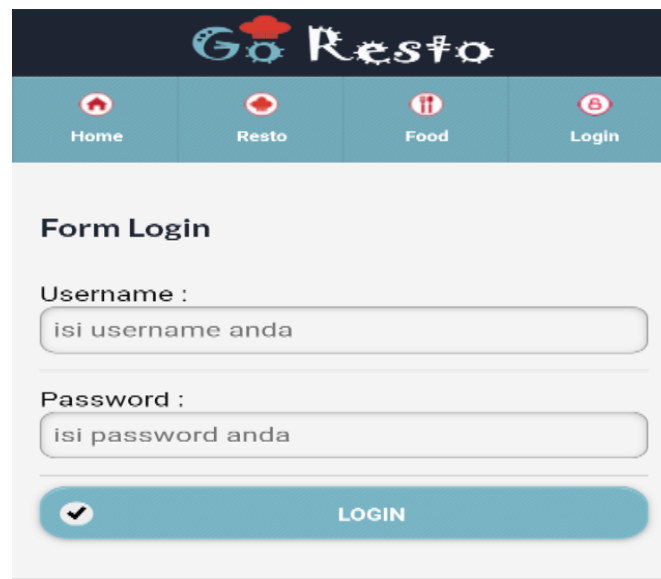 Go Resto
Home Resto Food Login
Form Login
Username :
isi username anda
Password :
isi password anda
LOGIN